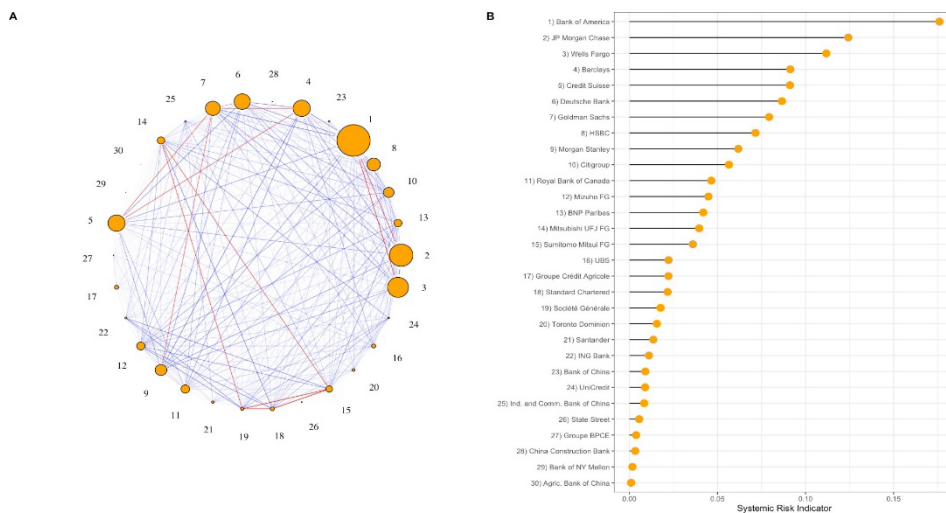 A
B
28
6
4
7
23
25
1
14
8
30
10
29
13
5
2
27
3
17
24
22
16
12
20
9
15
11
26
21
18
19
1) Bank of America
2) JP Morgan Chase
3) Wells Fargo
4) Barclays
5) Credit Suisse
6) Deutsche Bank
7) Goldman Sachs
8) HSBC
9) Morgan Stanley
10) Citigroup
11) Royal Bank of Canada
12) Mizuho FG
13) BNP Paribas
14) Mitsubishi UFJ FG
15) Sumitomo Mitsui FG
16) UBS
17) Groupe Crédit Agricole
18) Standard Chartered
19) Société Générale
20) Toronto Dominion
21) Santander
22) ING Bank
23) Bank of China
24) UniCredit
25) Ind. and Comm. Bank of China
26) State Street
27) Groupe BPCE
28) China Construction Bank
29) Bank of NY Mellon
30) Agric. Bank of China
0.00 0.05 0.10 0.15
Systemic Risk Indicator